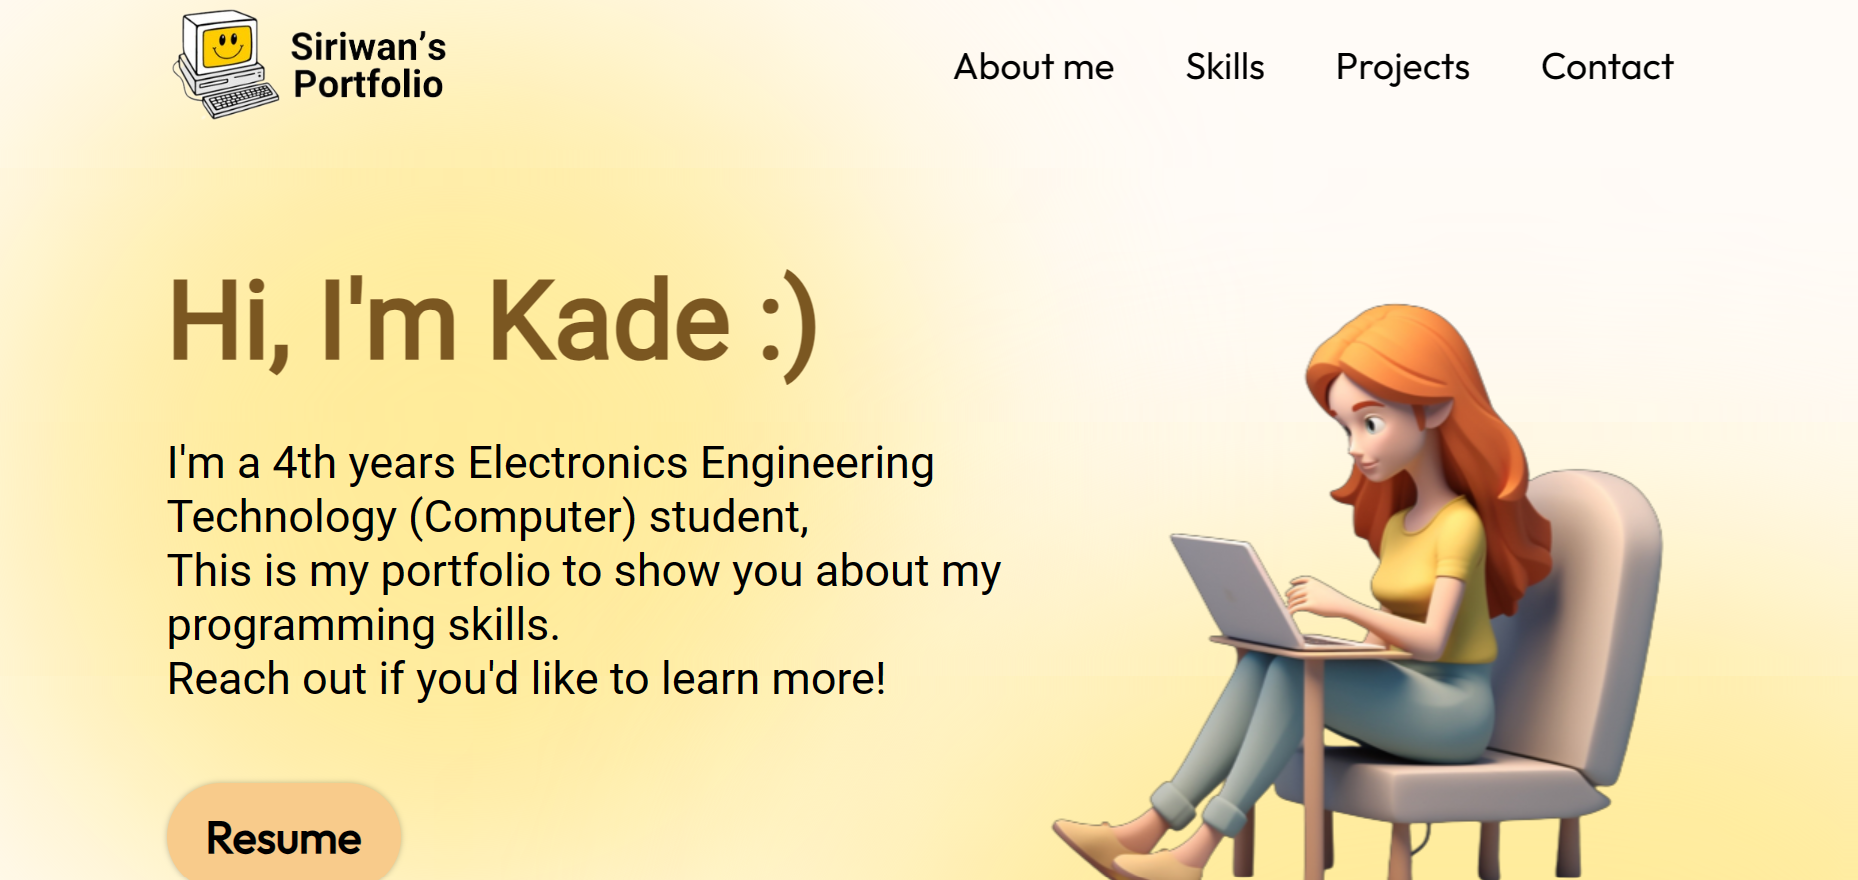 Siriwan’s
Portfolio
About me Skills Projects Contact
Hi, I'm Kade :)
I'm a 4th years Electronics Engineering
Technology (Computer) student,
This is my portfolio to show you about my
programming skills.
Reach out if you'd like to learn more!
Resume